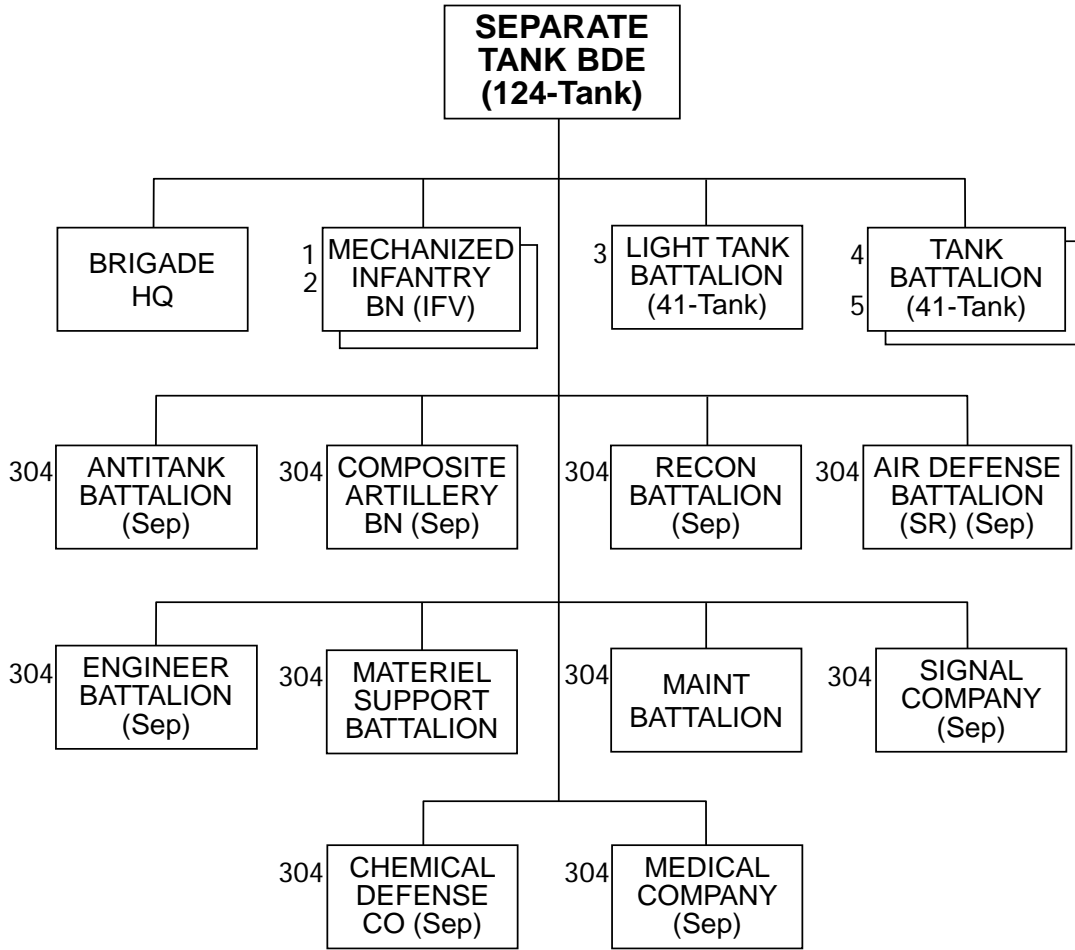 SEPARATE
TANK BDE
(124-Tank)
BRIGADE
HQ
1
2
MECHANIZED
INFANTRY
BN (IFV)
3
LIGHT TANK
BATTALION
(41-Tank)
4
5
TANK
BATTALION
(41-Tank)
304
ANTITANK
BATTALION
(Sep)
304
COMPOSITE
ARTILLERY
BN (Sep)
304
RECON
BATTALION
(Sep)
304
AIR DEFENSE
BATTALION
(SR) (Sep)
304
ENGINEER
BATTALION
(Sep)
304
MATERIEL
SUPPORT
BATTALION
304
MAINT
BATTALION
304
SIGNAL
COMPANY
(Sep)
304
CHEMICAL
DEFENSE
CO (Sep)
304
MEDICAL
COMPANY
(Sep)